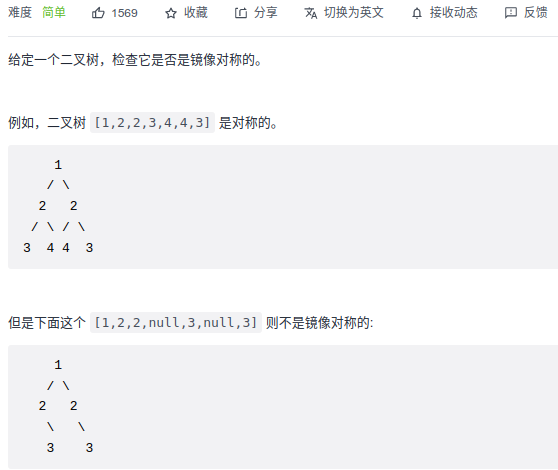 难度 简单 1569 收藏 分享 切换为英文 接收动态 反馈
给定一个二叉树，检查它是否是镜像对称的。
例如，二叉树 [1,2,2,3,4,4,3] 是对称的。
    1
   / \
  2   2
 / \ / \
3  4 4  3
但是下面这个 [1,2,2,null,3,null,3] 则不是镜像对称的:
    1
   / \
  2   2
   \   \
   3    3